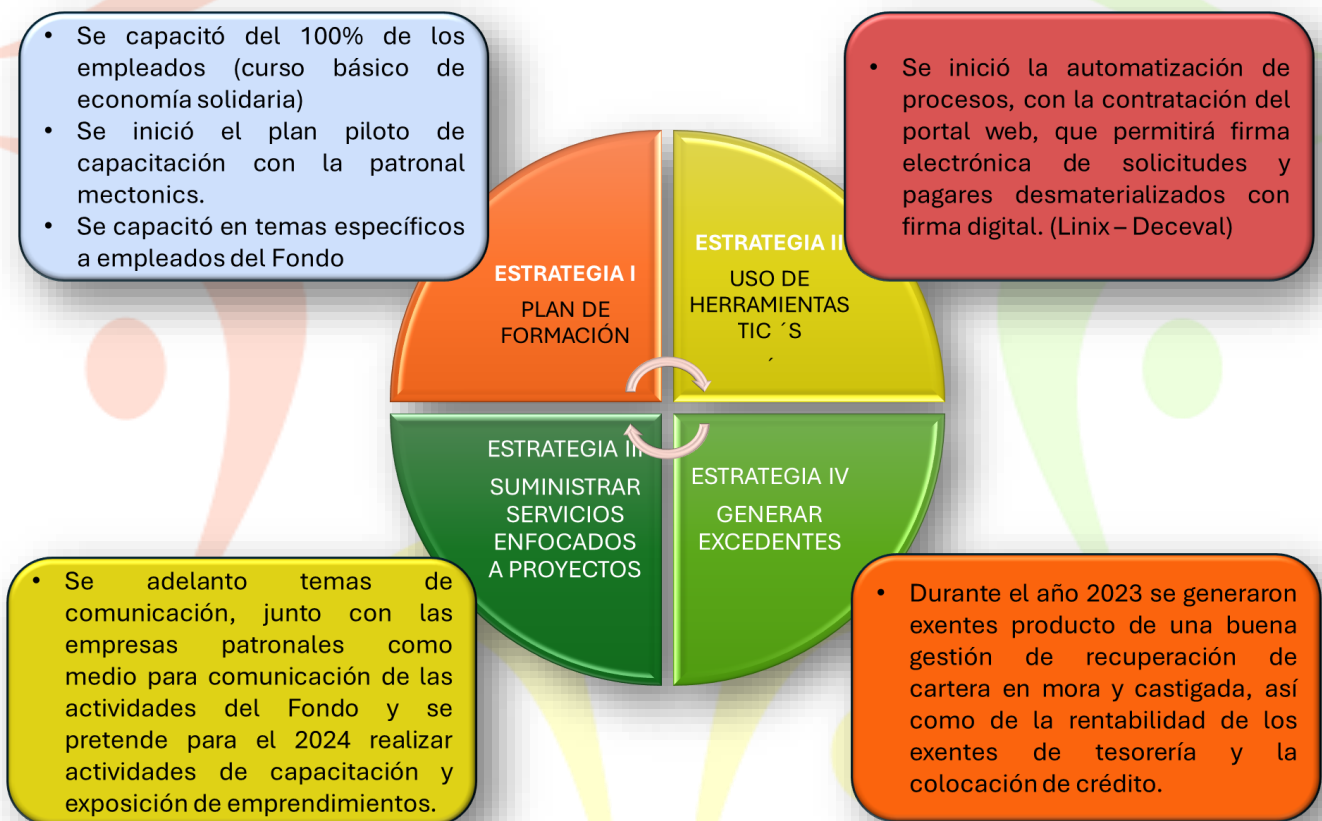 • Se capacitó del 100% de los
empleados (curso básico de
economía solidaria)
• Se inició el plan piloto de
capacitación con la patronal
mectonics.
• Se capacitó en temas específicos
a empleados del Fondo
• Se inició la automatización de
procesos, con la contratación del
portal web, que permitirá firma
electrónica de solicitudes y
pagares desmaterializados con
firma digital. (Linix – Deceval)
ESTRATEGIA I
PLAN DE
FORMACIÓN
ESTRATEGIA II
USO DE
HERRAMIENTAS
TIC ´S
´
ESTRATEGIA III
SUMINISTRAR
SERVICIOS
ENFOCADOS
A PROYECTOS
ESTRATEGIA IV
GENERAR
EXCEDENTES
• Se adelanto temas de
comunicación, junto con las
empresas patronales como
medio para comunicación de las
actividades del Fondo y se
pretende para el 2024 realizar
actividades de capacitación y
exposición de emprendimientos.
• Durante el año 2023 se generaron
exentes producto de una buena
gestión de recuperación de
cartera en mora y castigada, así
como de la rentabilidad de los
exentes de tesorería y la
colocación de crédito.